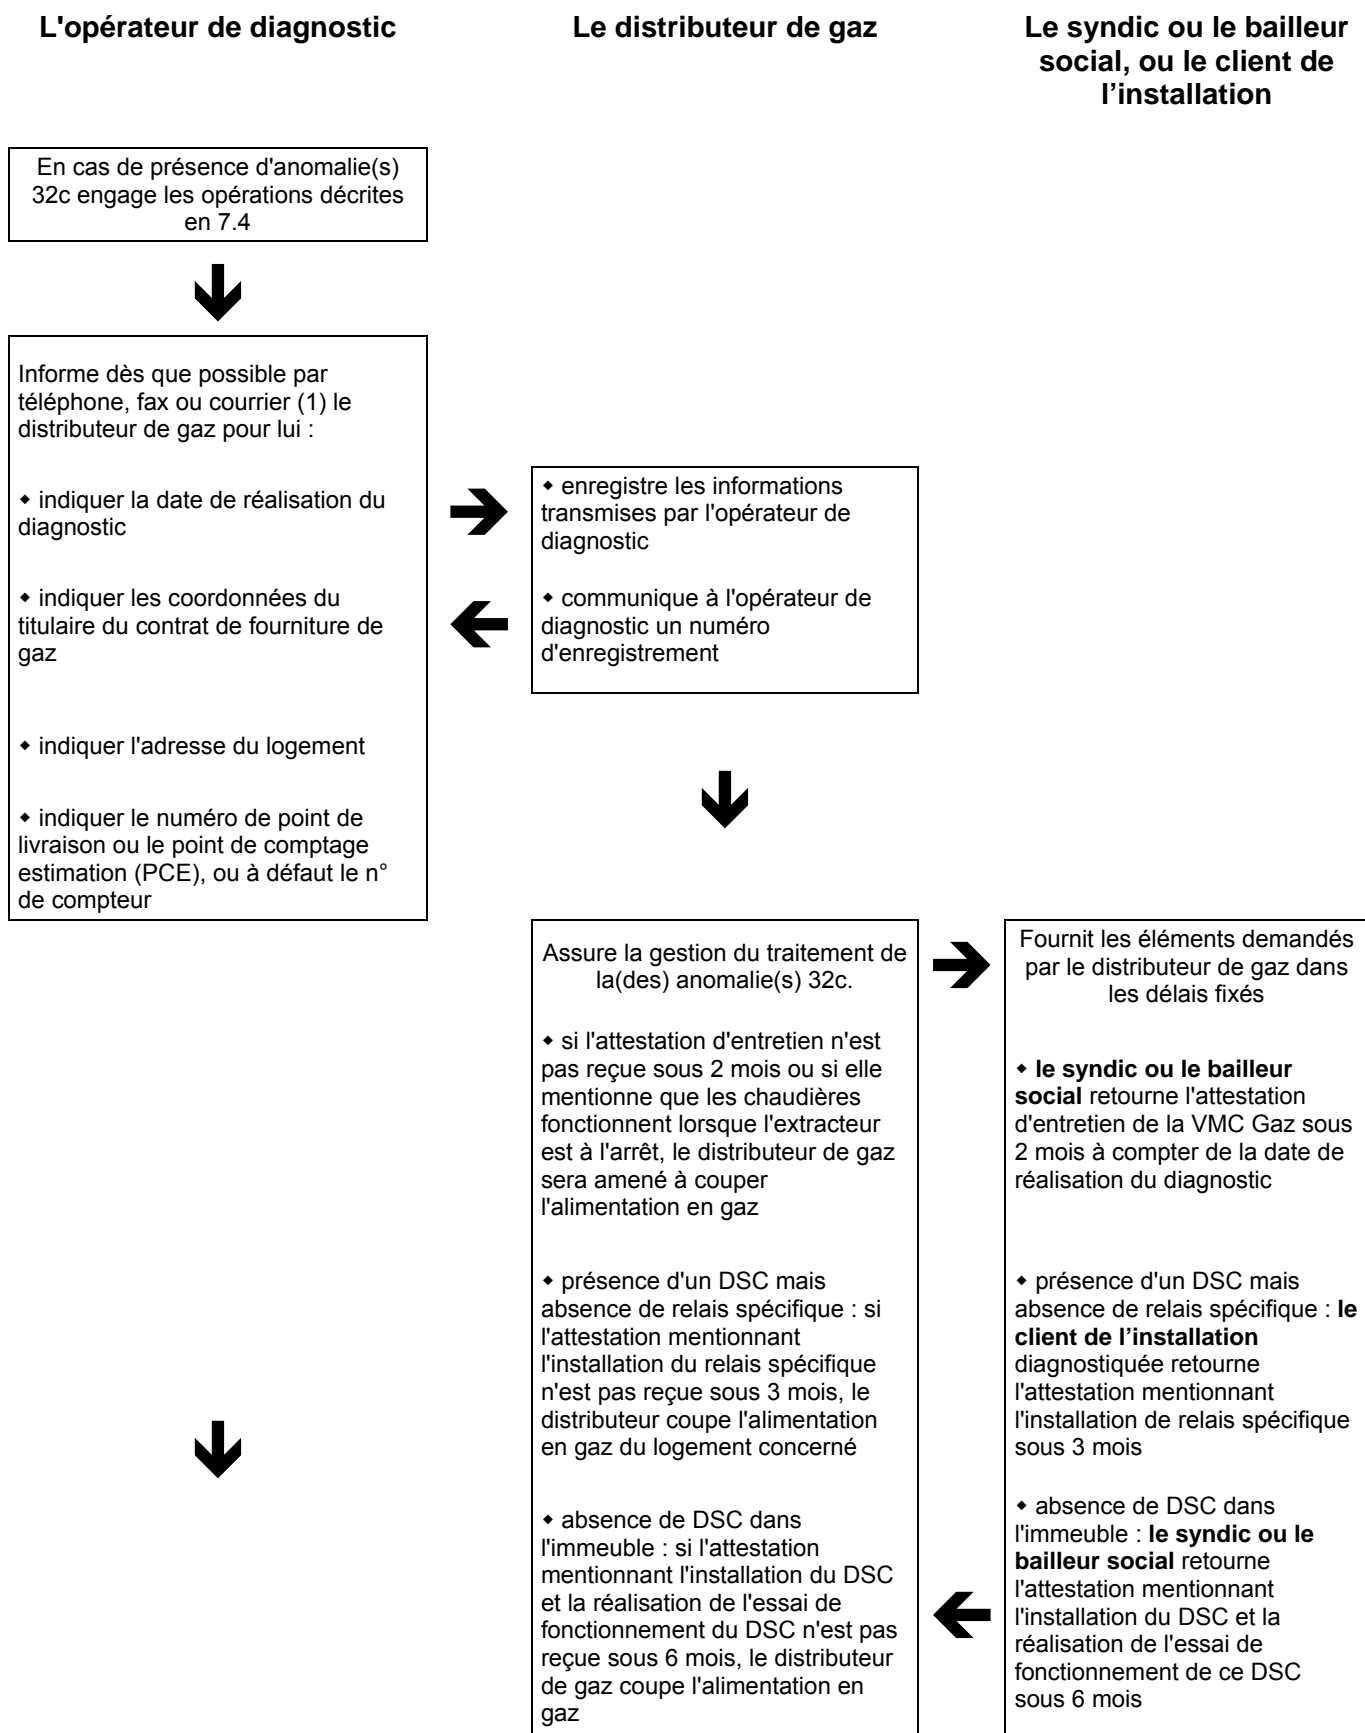 L'opérateur de diagnostic
Le distributeur de gaz
Le syndic ou le bailleur
social, ou le client de
l’installation
En cas de présence d'anomalie(s)
32c engage les opérations décrites
en 7.4
Informe dès que possible par
téléphone, fax ou courrier (1) le
distributeur de gaz pour lui :
◆ indiquer la date de réalisation du
diagnostic
◆ indiquer les coordonnées du
titulaire du contrat de fourniture de
gaz
◆ indiquer l'adresse du logement
◆ indiquer le numéro de point de
livraison ou le point de comptage
estimation (PCE), ou à défaut le n°
de compteur
◆ enregistre les informations
transmises par l'opérateur de
diagnostic
◆ communique à l'opérateur de
diagnostic un numéro
d'enregistrement
Assure la gestion du traitement de
la(des) anomalie(s) 32c.
◆ si l'attestation d'entretien n'est
pas reçue sous 2 mois ou si elle
mentionne que les chaudières
fonctionnent lorsque l'extracteur
est à l'arrêt, le distributeur de gaz
sera amené à couper
l'alimentation en gaz
◆ présence d'un DSC mais
absence de relais spécifique : si
l'attestation mentionnant
l'installation du relais spécifique
n'est pas reçue sous 3 mois, le
distributeur coupe l'alimentation
en gaz du logement concerné
◆ absence de DSC dans
l'immeuble : si l'attestation
mentionnant l'installation du DSC
et la réalisation de l'essai de
fonctionnement du DSC n'est pas
reçue sous 6 mois, le distributeur
de gaz coupe l'alimentation en
gaz
Fournit les éléments demandés
par le distributeur de gaz dans
les délais fixés
◆ le syndic ou le bailleur
social retourne l'attestation
d'entretien de la VMC Gaz sous
2 mois à compter de la date de
réalisation du diagnostic
◆ présence d'un DSC mais
absence de relais spécifique : le
client de l’installation
diagnostiquée retourne
l'attestation mentionnant
l'installation de relais spécifique
sous 3 mois
◆ absence de DSC dans
l'immeuble : le syndic ou le
bailleur social retourne
l'attestation mentionnant
l'installation du DSC et la
réalisation de l'essai de
fonctionnement de ce DSC
sous 6 mois